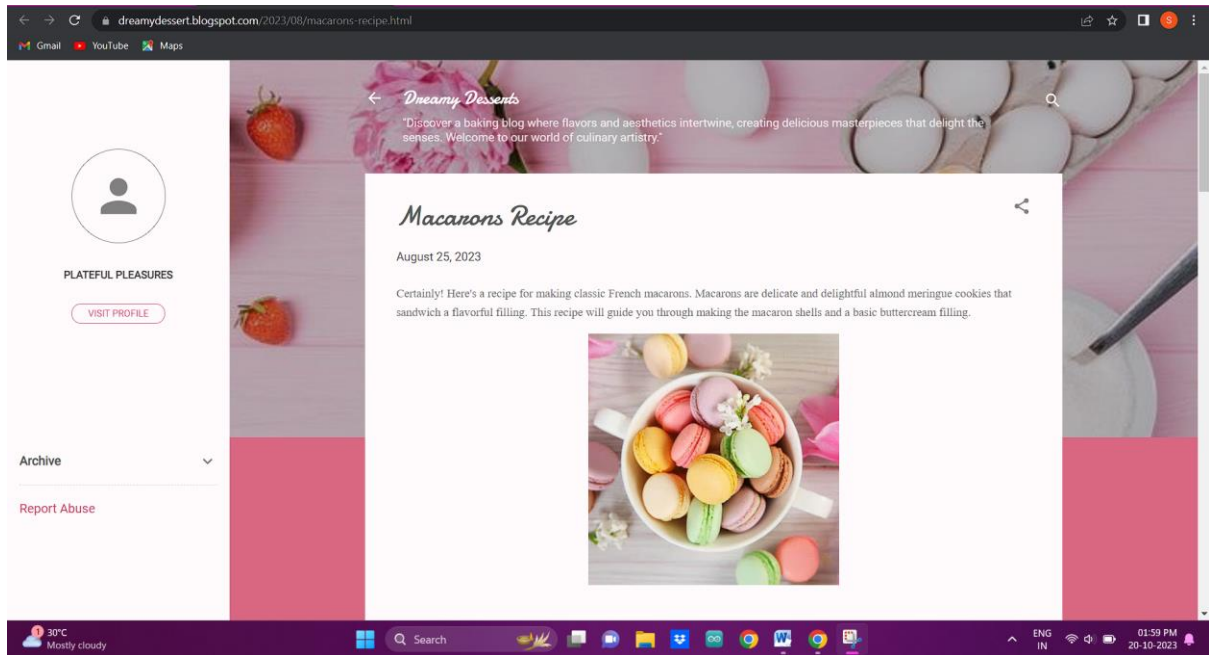 dreamydessert.blogspot.com/2023/08/macarons-recipe.html
S
Gmail YouTube Maps
Dreamy Desserts
"Discover a baking blog where flavors and aesthetics intertwine, creating delicious masterpieces that delight the
senses. Welcome to our world of culinary artistry."
PLATEFUL PLEASURES
VISIT PROFILE
Archive
Report Abuse
Macarons Recipe
August 25, 2023
Certainly! Here's a recipe for making classic French macarons. Macarons are delicate and delightful almond meringue cookies that
sandwich a flavorful filling. This recipe will guide you through making the macaron shells and a basic buttercream filling.
1
30°C
Mostly cloudy
Search
W
ENG
IN
01:59 PM
20-10-2023